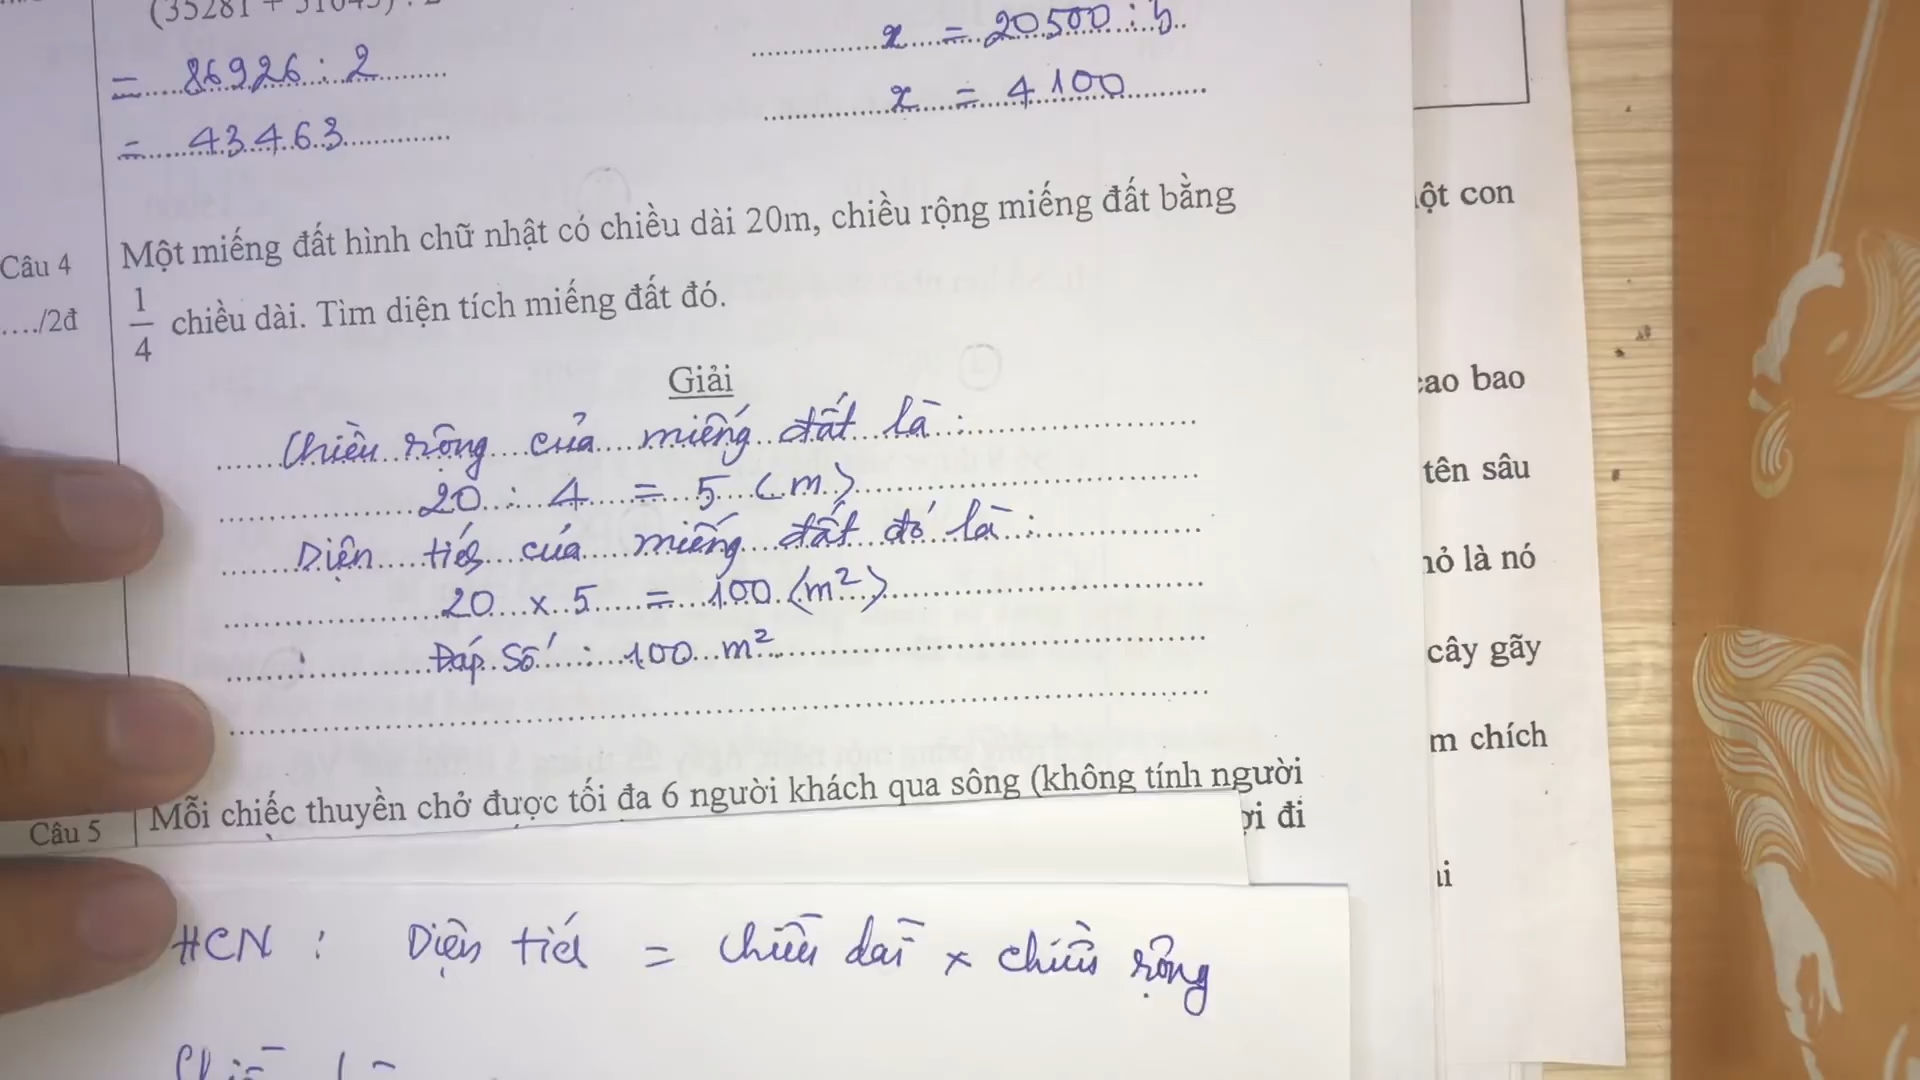 (35281 +
= 86926 : 2
= 43463
x = 20500 : 5
x = 4100
Câu 4
..../2đ
Một miếng đất hình chữ nhật có chiều dài 20m, chiều rộng miếng đất bằng
1/4 chiều dài. Tìm diện tích miếng đất đó.
Giải
Chiều rộng của miếng đất là :
20 : 4 = 5 (m)
Diện tích của miếng đất đó là :
20 x 5 = 100 (m²)
Đáp số : 100 m²
Câu 5
Mỗi chiếc thuyền chở được tối đa 6 người khách qua sông (không tính người
đi
HCN : Diện tích = chiều dài x chiều rộng
con
bao
tên sâu
là nó
cây gãy
chích